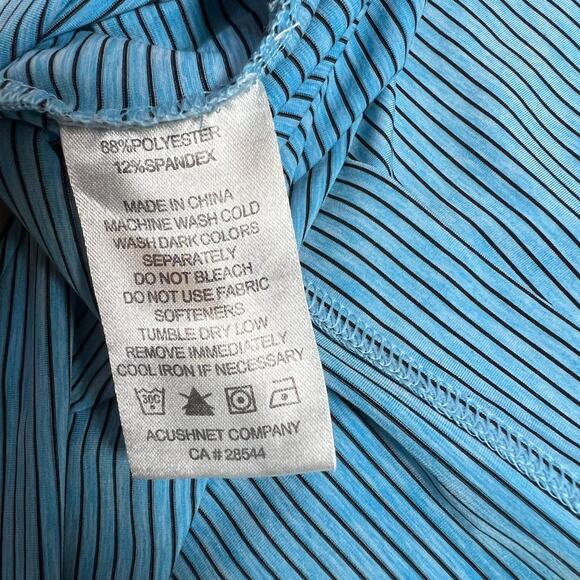 88%POLYESTER
12%SPANDEX
MADE IN CHINA
MACHINE WASH COLD
WASH DARK COLORS
SEPARATELY
DO NOT BLEACH
DO NOT USE FABRIC
SOFTENERS
TUMBLE DRY LOW
REMOVE IMMEDIATELY
COOL IRON IF NECESSARY
30C
ACUSHNET COMPANY
CA # 28544